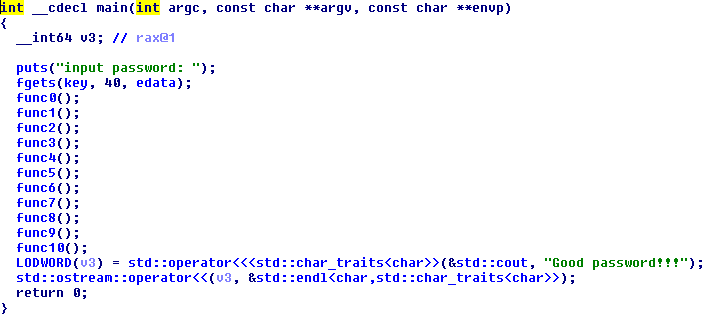 int __cdecl main(int argc, const char **argv, const char **envp)
{
  __int64 v3; // rax@1

  puts("input password: ");
  fgets(key, 40, edata);
  func0();
  func1();
  func2();
  func3();
  func4();
  func5();
  func6();
  func7();
  func8();
  func9();
  func10();
  LODWORD(v3) = std::operator<<<std::char_traits<char>>(&std::cout, "Good password!!!");
  std::ostream::operator<<(v3, &std::endl<char,std::char_traits<char>>);
  return 0;
}